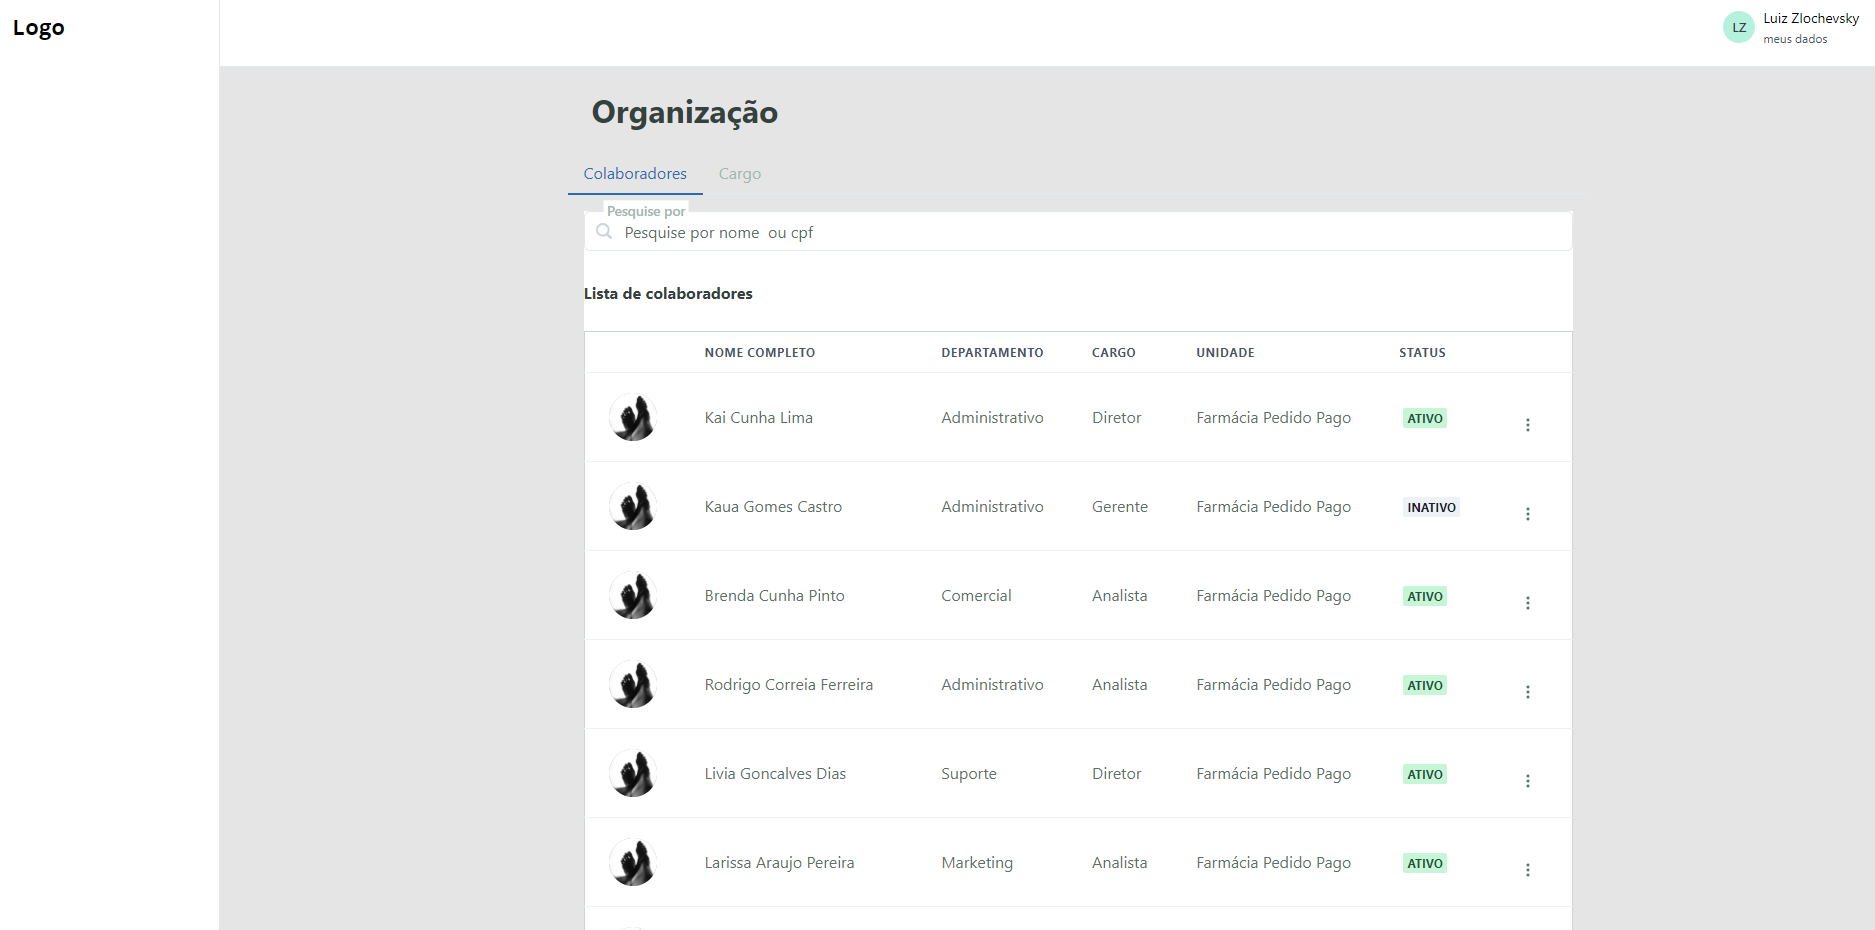 Logo
LZ
Luiz Zlochevsky
meus dados
Organização
Colaboradores Cargo
Pesquise por
Pesquise por nome  ou cpf
Lista de colaboradores
NOME COMPLETO DEPARTAMENTO CARGO UNIDADE STATUS
Kai Cunha Lima Administrativo Diretor Farmácia Pedido Pago ATIVO
Kaua Gomes Castro Administrativo Gerente Farmácia Pedido Pago INATIVO
Brenda Cunha Pinto Comercial Analista Farmácia Pedido Pago ATIVO
Rodrigo Correia Ferreira Administrativo Analista Farmácia Pedido Pago ATIVO
Livia Goncalves Dias Suporte Diretor Farmácia Pedido Pago ATIVO
Larissa Araujo Pereira Marketing Analista Farmácia Pedido Pago ATIVO